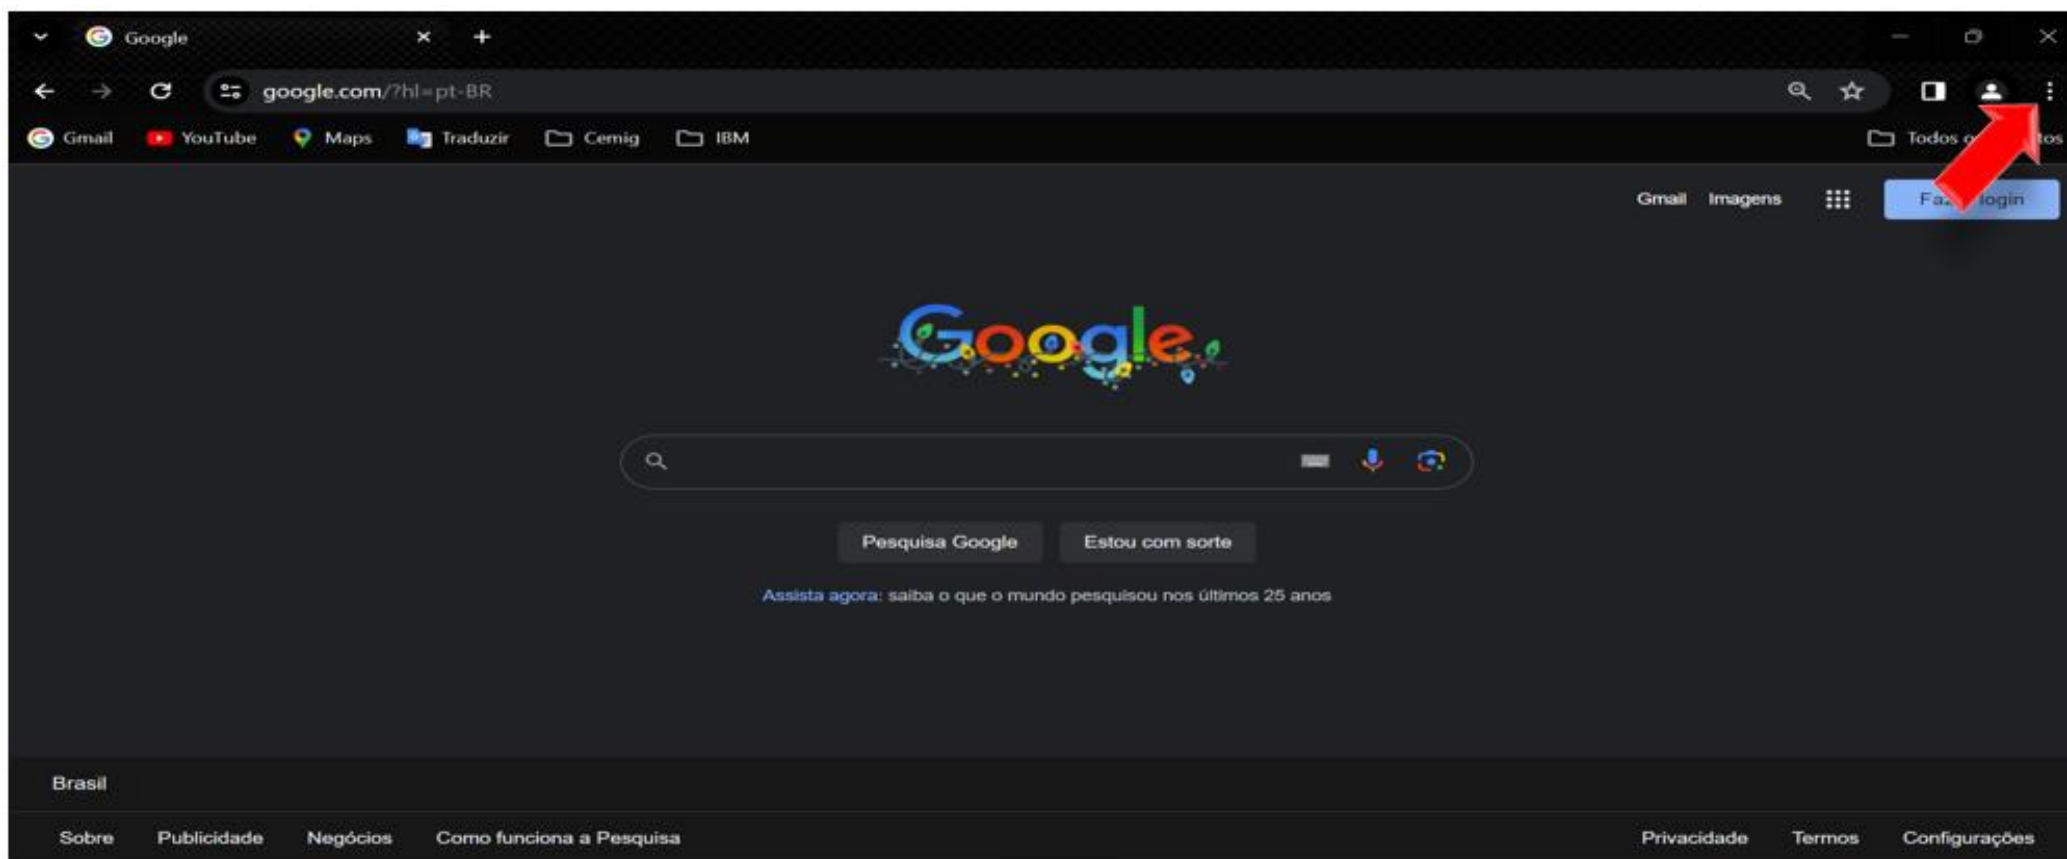 Google
google.com/?hl=pt-BR
Gmail YouTube Maps Traduzir Cemig IBM Todos
Gmail Imagens login
Google
Pesquisa Google Estou com sorte
Assista agora: saiba o que o mundo pesquisou nos últimos 25 anos
Brasil
Sobre Publicidade Negócios Como funciona a Pesquisa Privacidade Termos Configurações